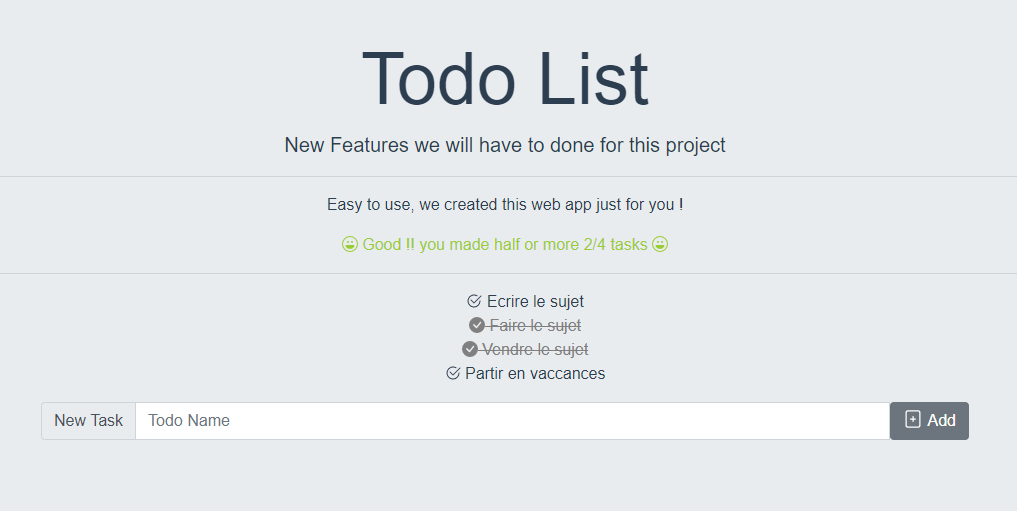 Todo List
New Features we will have to done for this project
Easy to use, we created this web app just for you !
Good !! you made half or more 2/4 tasks
Ecrire le sujet
Faire le sujet
Vendre le sujet
Partir en vaccances
New Task Todo Name Add